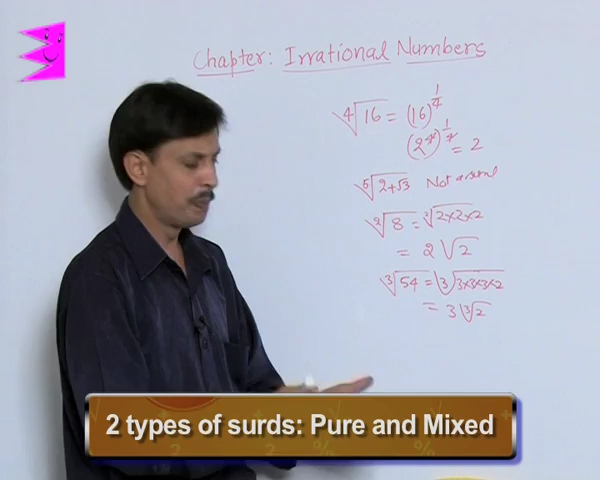 Chapter: Irrational Numbers
⁴√16 = (16)^(1/4)
(2⁴)^(1/4) = 2
⁵√2+√3 Not a surd
²√8 = ²√2×2×2
= 2√2
³√54 = ³√3×3×3×2
= 3 ³√2
2 types of surds: Pure and Mixed